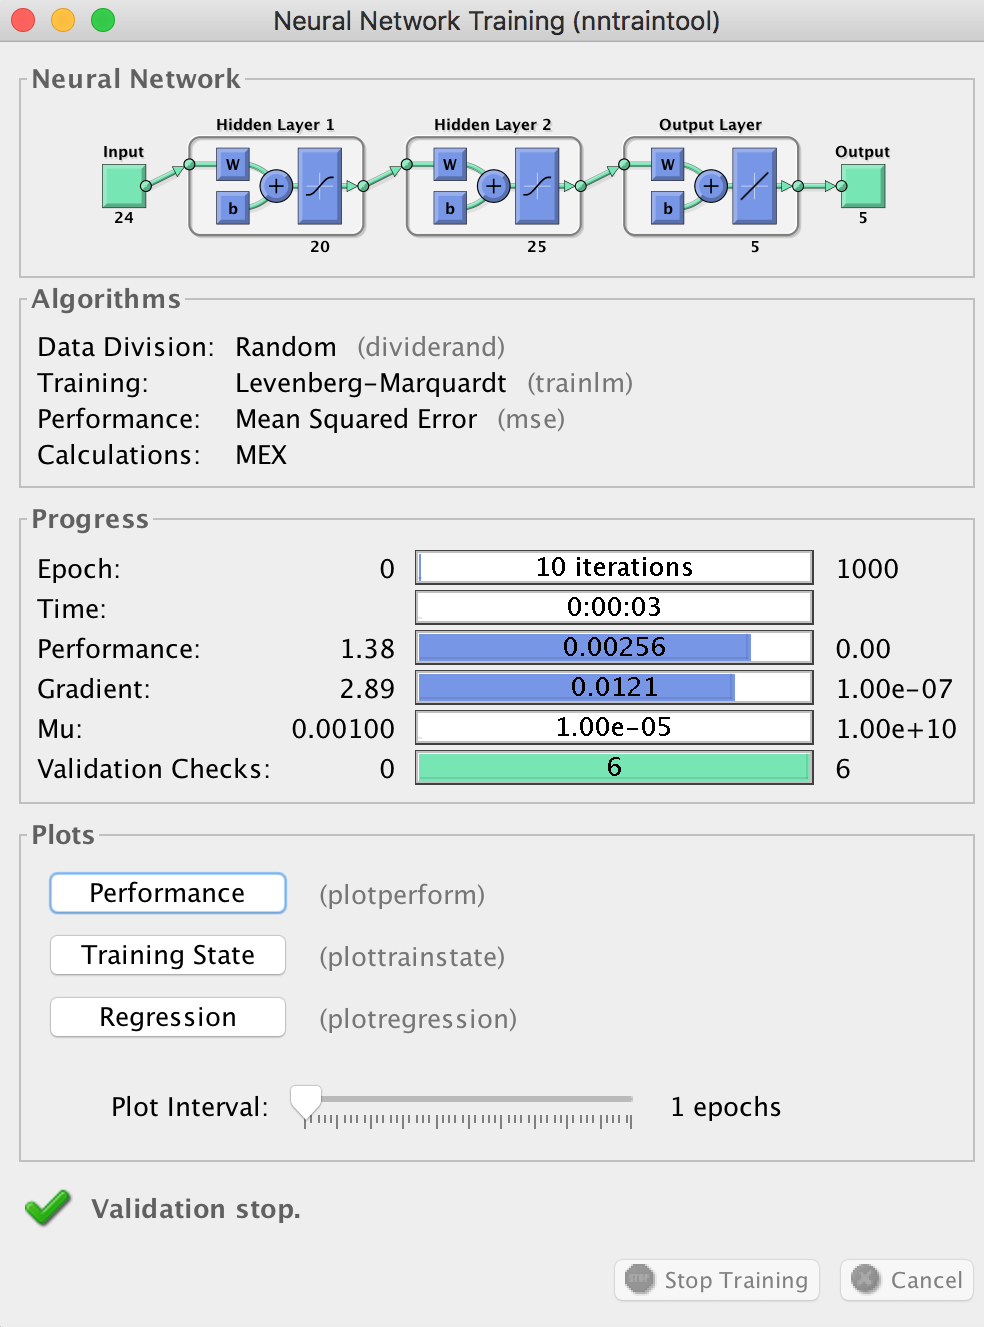 Neural Network Training (nntraintool)
Neural Network
Hidden Layer 1 Hidden Layer 2 Output Layer
Input Output
W W W
b b b
24 5
20 25 5
Algorithms
Data Division: Random (dividerand)
Training: Levenberg-Marquardt (trainlm)
Performance: Mean Squared Error (mse)
Calculations: MEX
Progress
Epoch: 0 10 iterations 1000
Time: 0:00:03
Performance: 1.38 0.00256 0.00
Gradient: 2.89 0.0121 1.00e-07
Mu: 0.00100 1.00e-05 1.00e+10
Validation Checks: 0 6 6
Plots
Performance (plotperform)
Training State (plottrainstate)
Regression (plotregression)
Plot Interval: 1 epochs
Validation stop.
STOP Stop Training Cancel